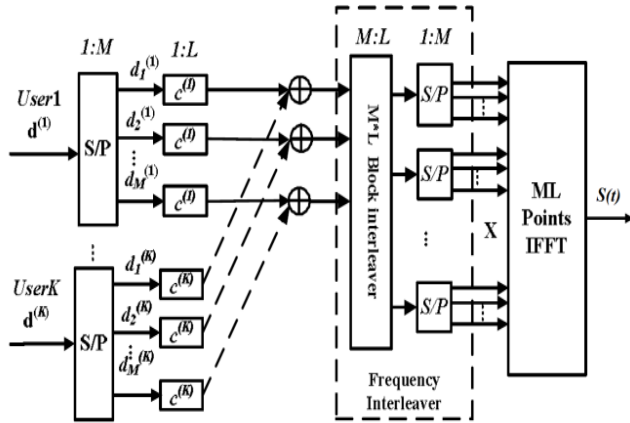 1:M
1:L
M:L
1:M
User1
d(1)
S/P
d1(1)
c(1)
d2(1)
c(1)
⋮
dM(1)
c(1)
M*L Block interleaver
S/P
S/P
...
S/P
X
ML
Points
IFFT
S(t)
UserK
d(K)
S/P
d1(K)
c(K)
d2(K)
c(K)
⋮
dM(K)
c(K)
Frequency
Interleaver